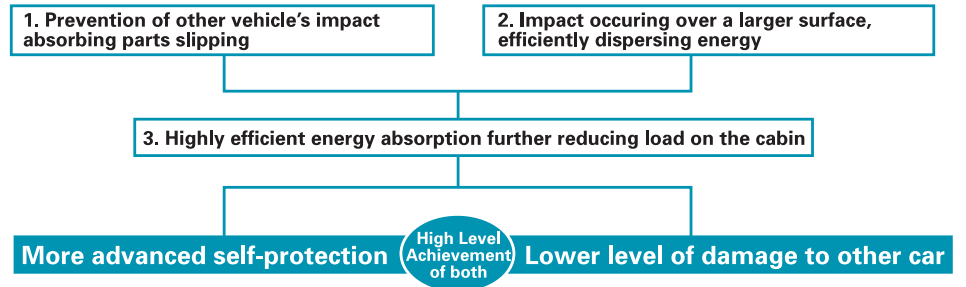 1. Prevention of other vehicle's impact
absorbing parts slipping
2. Impact occuring over a larger surface,
efficiently dispersing energy
3. Highly efficient energy absorption further reducing load on the cabin
More advanced self-protection
High Level
Achievement
of both
Lower level of damage to other car